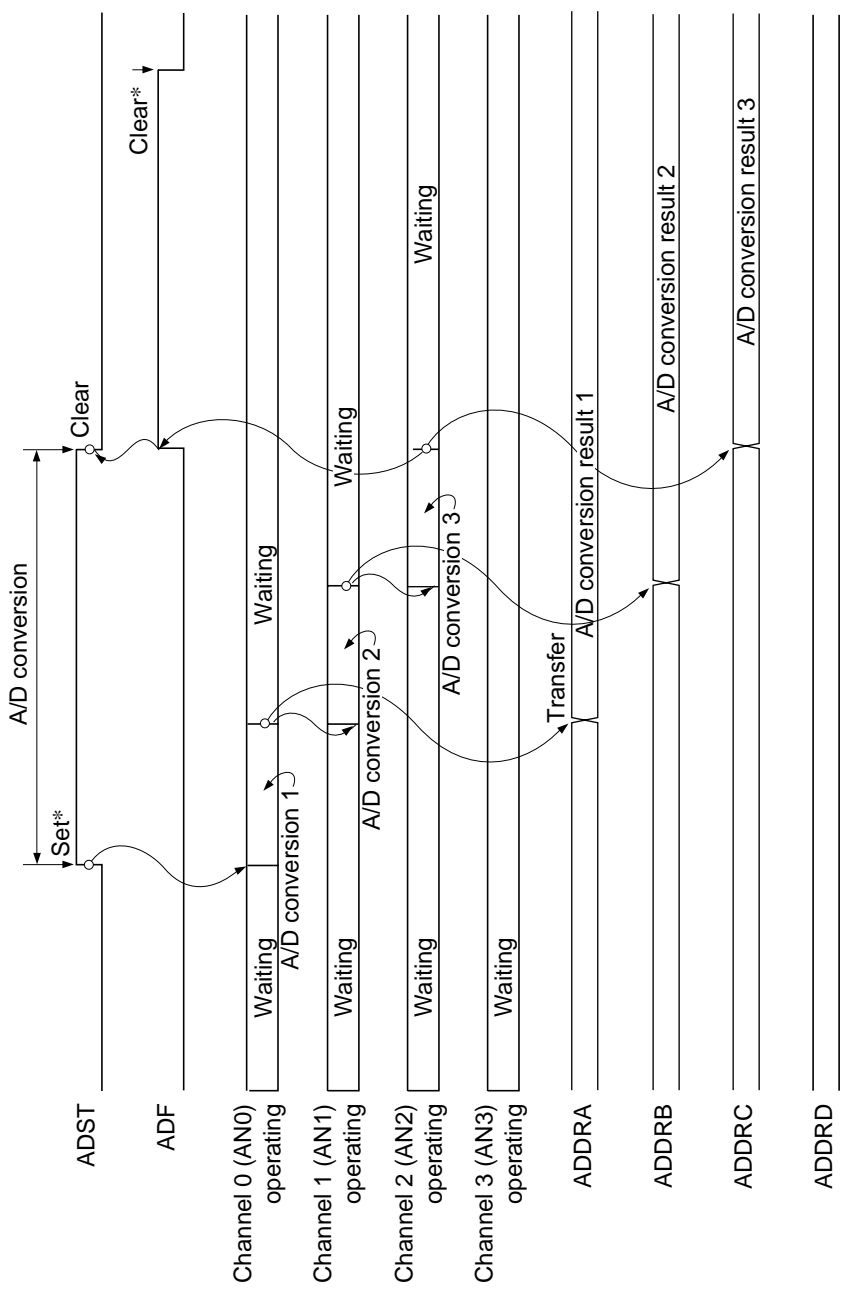 A/D conversion
Set*
Clear
ADST
Clear*
ADF
Channel 0 (AN0)
operating
Waiting
A/D conversion 1
Waiting
Channel 1 (AN1)
operating
Waiting
A/D conversion 2
Waiting
Channel 2 (AN2)
operating
Waiting
A/D conversion 3
Waiting
Channel 3 (AN3)
operating
Waiting
Transfer
ADDRA
A/D conversion result 1
ADDRB
A/D conversion result 2
ADDRC
A/D conversion result 3
ADDRD